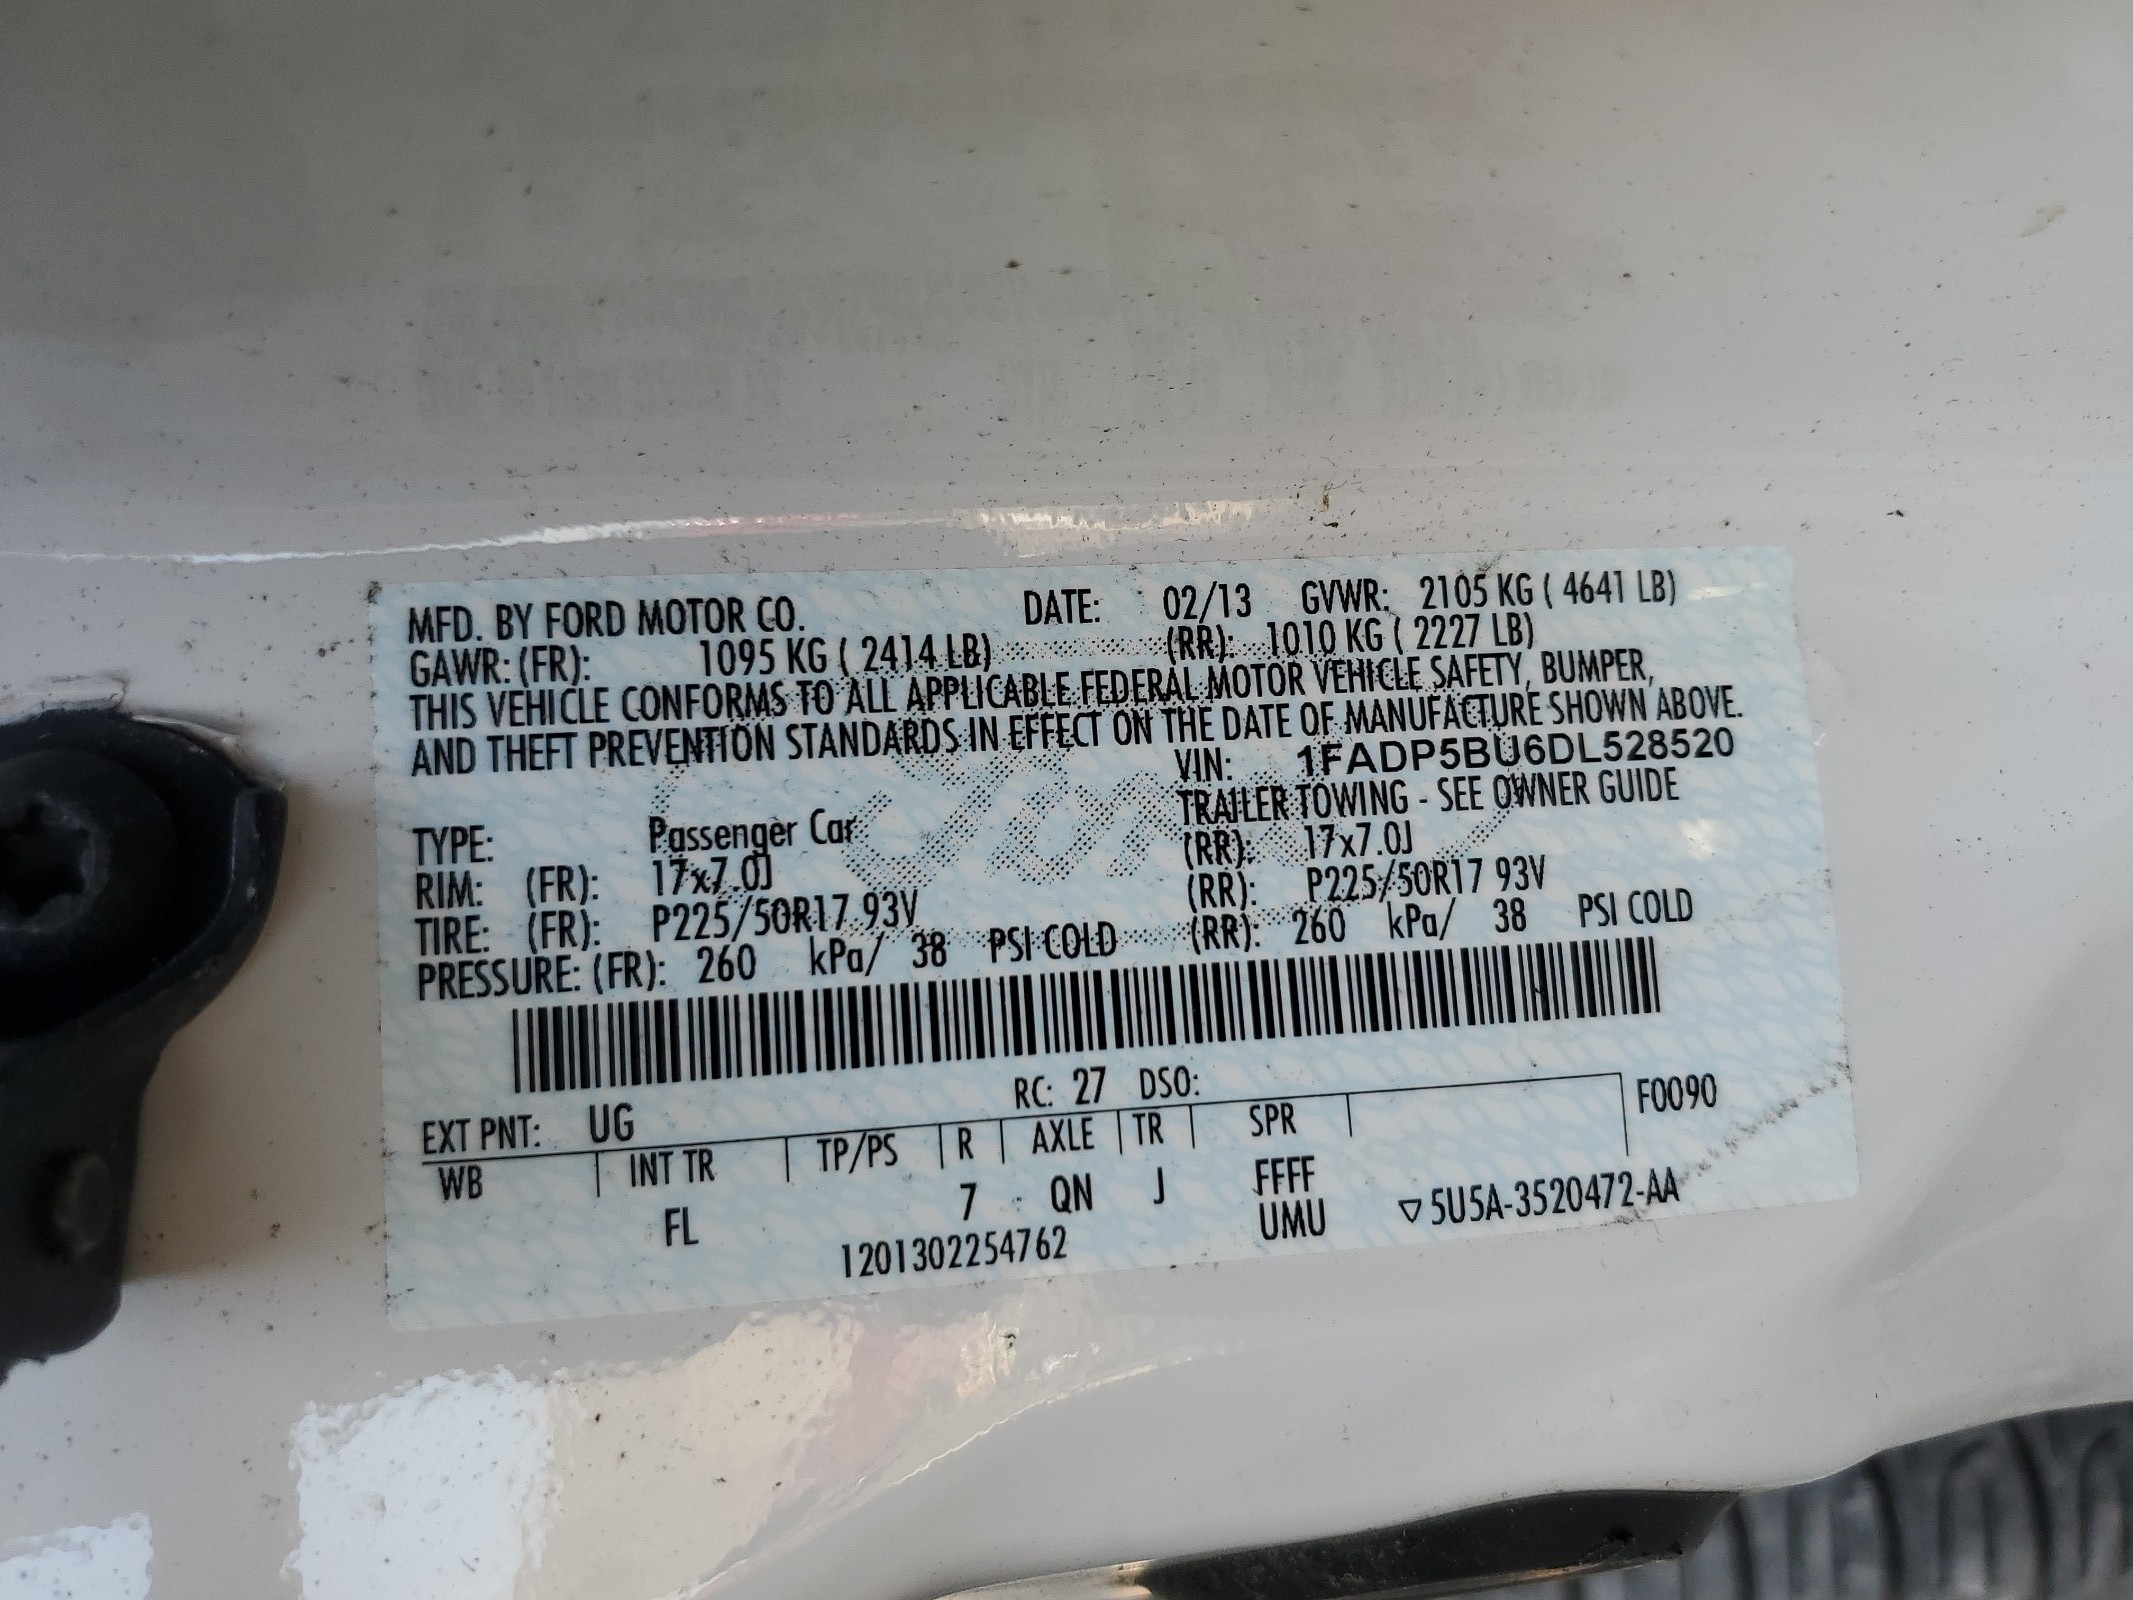 MFD. BY FORD MOTOR CO. DATE: 02/13 GVWR: 2105 KG ( 4641 LB)
GAWR: (FR): 1095 KG ( 2414 LB) (RR): 1010 KG ( 2227 LB)
THIS VEHICLE CONFORMS TO ALL APPLICABLE FEDERAL MOTOR VEHICLE SAFETY, BUMPER,
AND THEFT PREVENTION STANDARDS IN EFFECT ON THE DATE OF MANUFACTURE SHOWN ABOVE.
VIN: 1FADP5BU6DL528520
TRAILER TOWING - SEE OWNER GUIDE
TYPE: Passenger Car
RIM: (FR): 17x7.0J (RR): 17x7.0J
TIRE: (FR): P225/50R17 93V (RR): P225/50R17 93V
PRESSURE: (FR): 260 kPa/ 38 PSI COLD (RR): 260 kPa/ 38 PSI COLD
RC: 27 DSO:
EXT PNT: UG F0090
WB INT TR TP/PS R AXLE TR SPR
FL 7 QN J FFFF
UMU ▽5U5A-3520472-AA
1201302254762
Ford